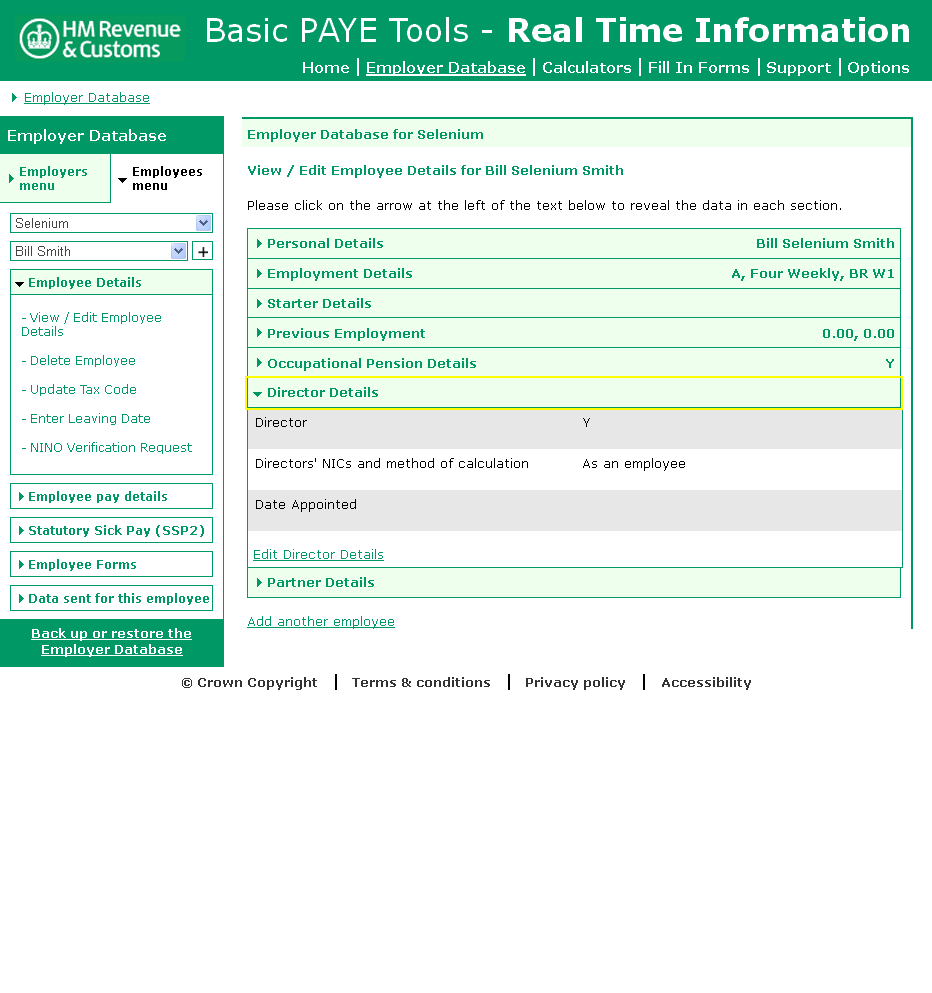 HM Revenue
& Customs
Basic PAYE Tools - Real Time Information
Home | Employer Database | Calculators | Fill In Forms | Support | Options
Employer Database
Employer Database
Employers
menu
Employees
menu
Selenium
Bill Smith
+
Employee Details
- View / Edit Employee
Details
- Delete Employee
- Update Tax Code
- Enter Leaving Date
- NINO Verification Request
Employee pay details
Statutory Sick Pay (SSP2)
Employee Forms
Data sent for this employee
Back up or restore the
Employer Database
Employer Database for Selenium
View / Edit Employee Details for Bill Selenium Smith
Please click on the arrow at the left of the text below to reveal the data in each section.
Personal Details Bill Selenium Smith
Employment Details A, Four Weekly, BR W1
Starter Details
Previous Employment 0.00, 0.00
Occupational Pension Details Y
Director Details
Director Y
Directors' NICs and method of calculation As an employee
Date Appointed
Edit Director Details
Partner Details
Add another employee
© Crown Copyright | Terms & conditions | Privacy policy | Accessibility